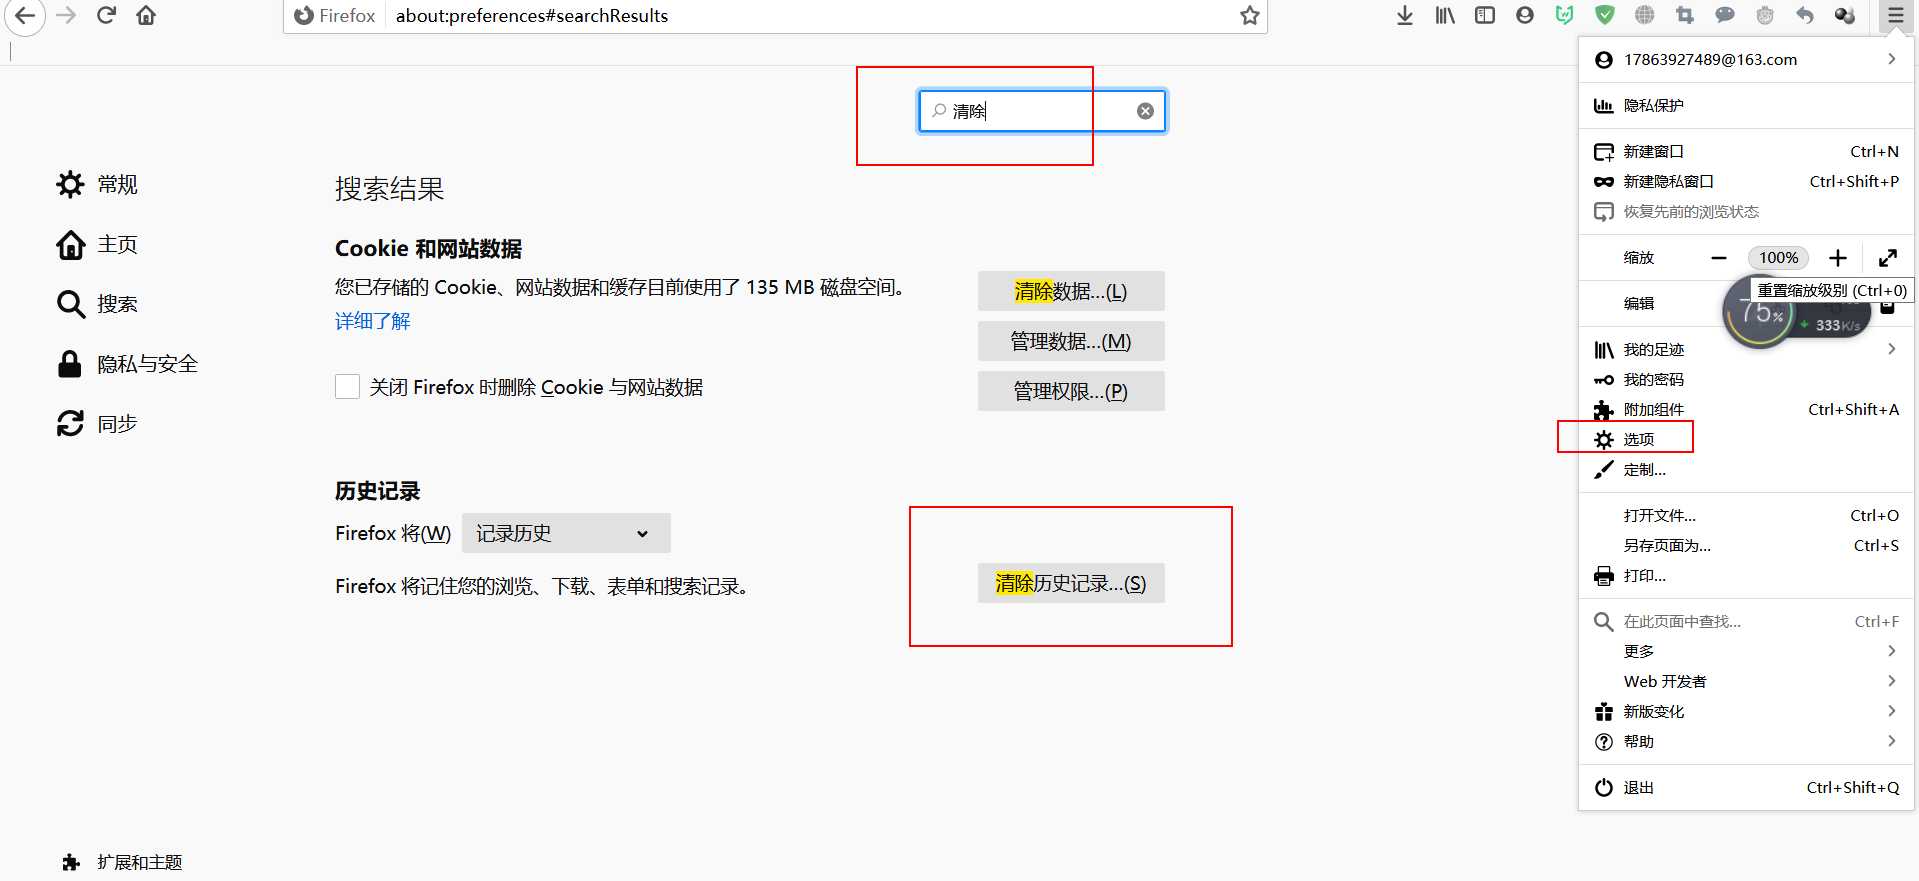 Firefox about:preferences#searchResults
清除
常规
主页
搜索
隐私与安全
同步
扩展和主题
搜索结果
Cookie 和网站数据
您已存储的 Cookie、网站数据和缓存目前使用了 135 MB 磁盘空间。
详细了解
清除数据...(L)
管理数据...(M)
管理权限...(P)
关闭 Firefox 时删除 Cookie 与网站数据
历史记录
Firefox 将(W) 记录历史
Firefox 将记住您的浏览、下载、表单和搜索记录。
清除历史记录...(S)
17863927489@163.com
隐私保护
新建窗口 Ctrl+N
新建隐私窗口 Ctrl+Shift+P
恢复先前的浏览状态
缩放 100%
重置缩放级别 (Ctrl+0)
编辑
75%
333K/s
我的足迹
我的密码
附加组件 Ctrl+Shift+A
选项
定制...
打开文件... Ctrl+O
另存页面为... Ctrl+S
打印...
在此页面中查找... Ctrl+F
更多
Web 开发者
新版变化
帮助
退出 Ctrl+Shift+Q